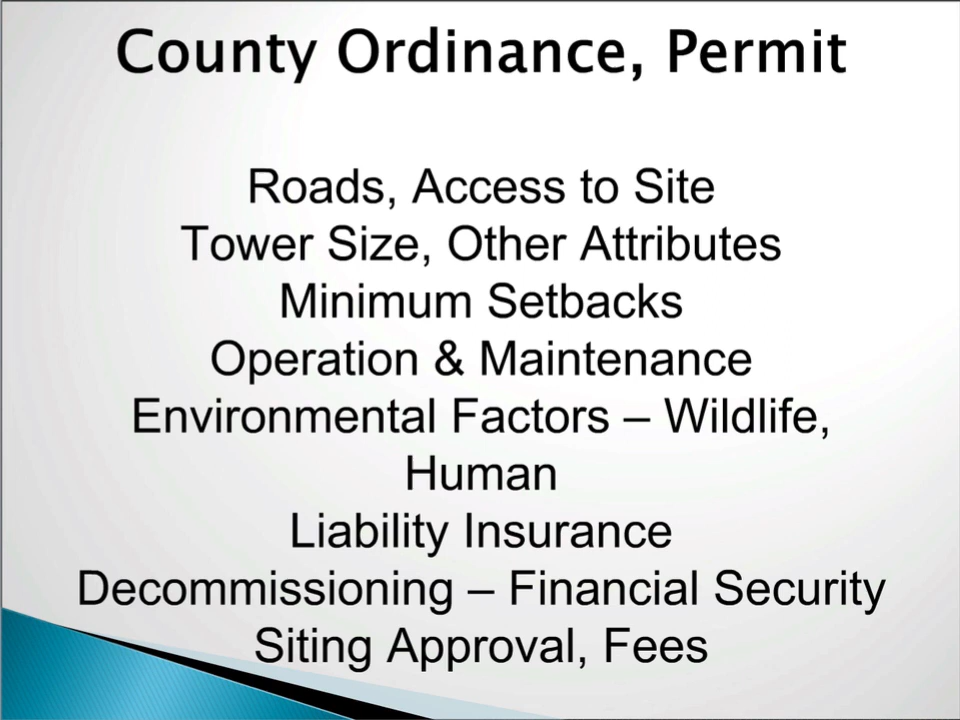 County Ordinance, Permit
Roads, Access to Site
Tower Size, Other Attributes
Minimum Setbacks
Operation & Maintenance
Environmental Factors – Wildlife,
Human
Liability Insurance
Decommissioning – Financial Security
Siting Approval, Fees